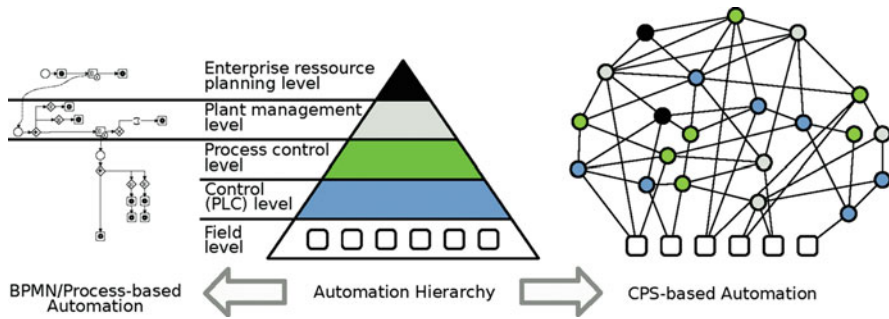 Enterprise ressource
planning level
Plant management
level
Process control
level
Control
(PLC) level
Field
level
BPMN/Process-based
Automation
Automation Hierarchy
CPS-based Automation